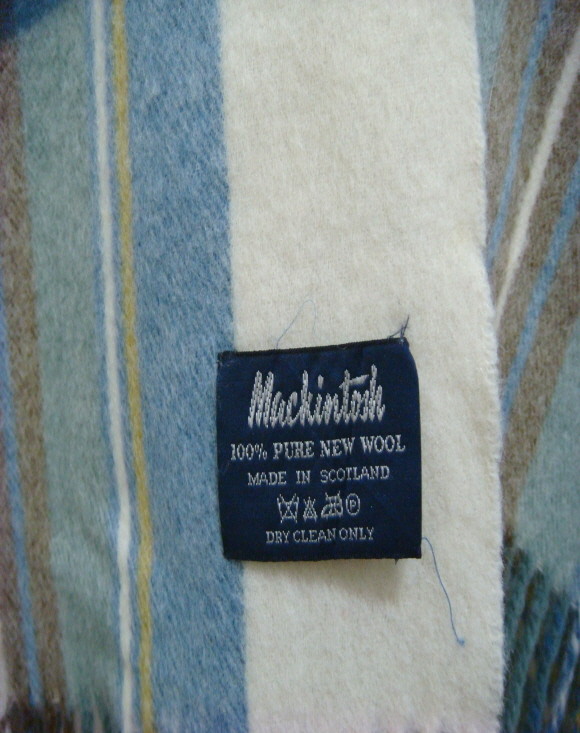 Mackintosh
100% PURE NEW WOOL
MADE IN SCOTLAND
P
DRY CLEAN ONLY